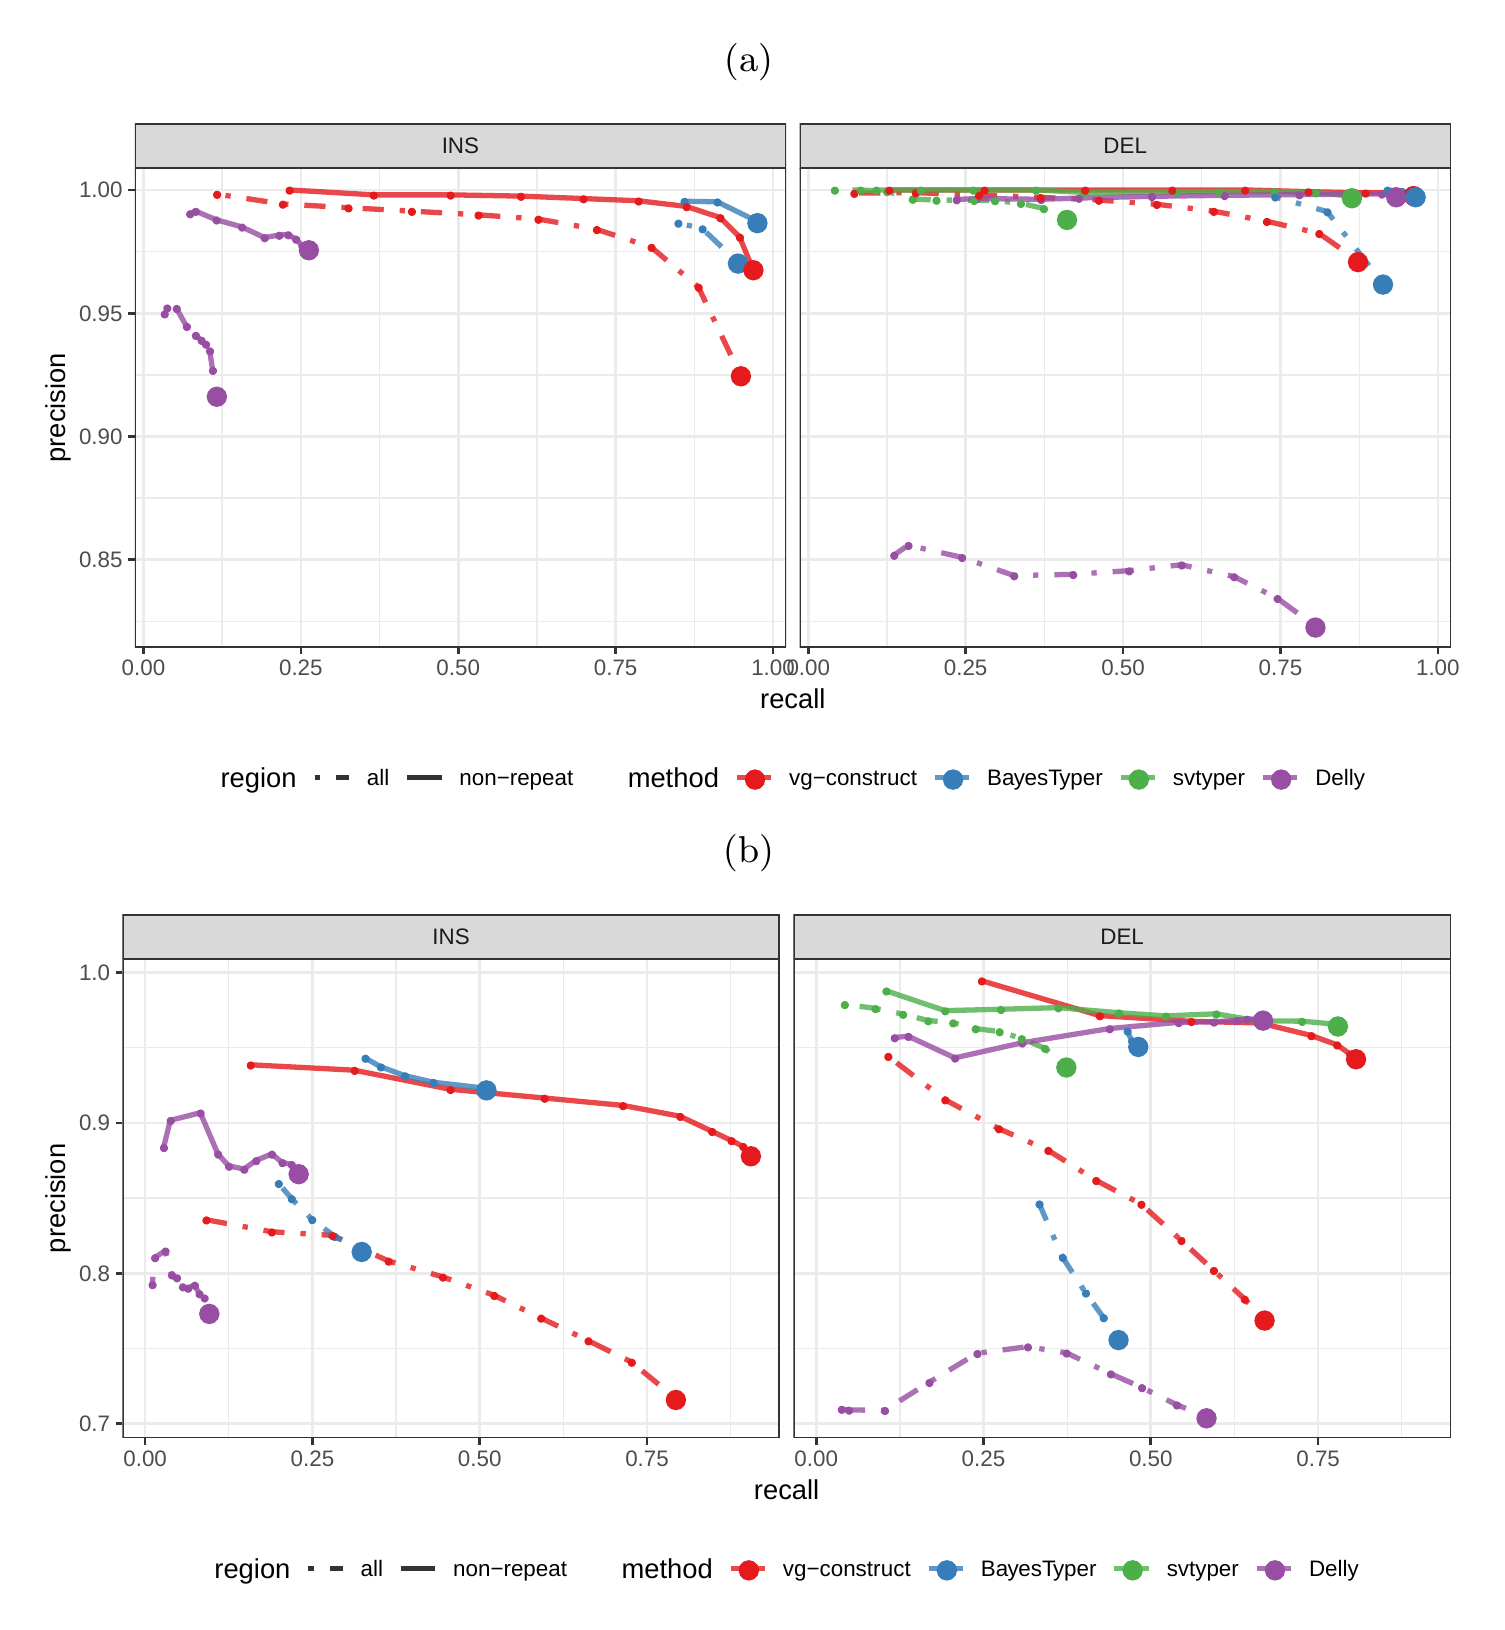 (a)
INS DEL
1.00
0.95
0.90
0.85
precision
0.00 0.25 0.50 0.75 1.00 0.00 0.25 0.50 0.75 1.00
recall
region all non−repeat method vg−construct BayesTyper svtyper Delly
(b)
INS DEL
1.0
0.9
0.8
0.7
precision
0.00 0.25 0.50 0.75 0.00 0.25 0.50 0.75
recall
region all non−repeat method vg−construct BayesTyper svtyper Delly